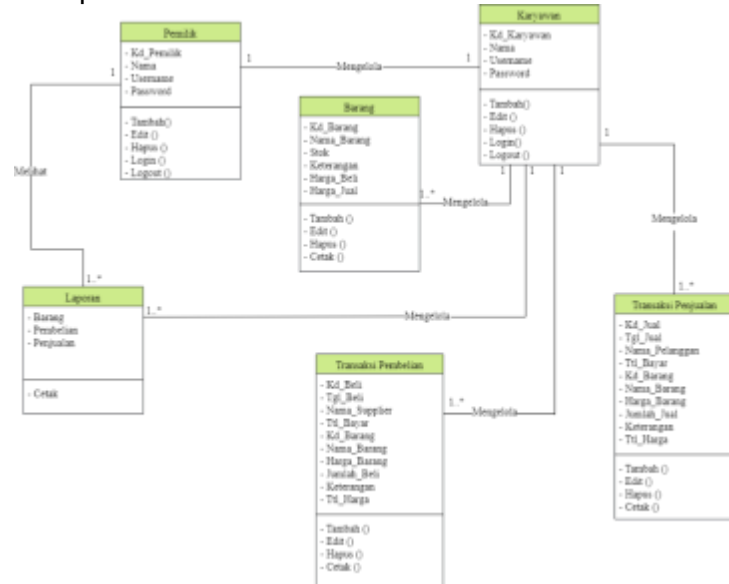 Pemilik
- Kd_Pemilik
- Nama
- Username
- Password
- Tambah()
- Edit ()
- Hapus ()
- Login ()
- Logout ()
1
Mengelola
1
Karyawan
- Kd_Karyawan
- Nama
- Username
- Password
- Tambah()
- Edit ()
- Hapus ()
- Login()
- Logout ()
1
Melihat
1..*
Barang
- Kd_Barang
- Nama_Barang
- Stok
- Keterangan
- Harga_Beli
- Harga_Jual
- Tambah ()
- Edit ()
- Hapus ()
- Cetak ()
1..*
Mengelola
1
1
1
1
Mengelola
1..*
Laporan
- Barang
- Pembelian
- Penjualan
- Cetak
1..*
Mengelola
Transaksi Pembelian
- Kd_Beli
- Tgl_Beli
- Nama_Supplier
- Ttl_Bayar
- Kd_Barang
- Nama_Barang
- Harga_Barang
- Jumlah_Beli
- Keterangan
- Ttl_Harga
- Tambah ()
- Edit ()
- Hapus ()
- Cetak ()
1..*
Mengelola
Transaksi Penjualan
- Kd_Jual
- Tgl_Jual
- Nama_Pelanggan
- Ttl_Bayar
- Kd_Barang
- Nama_Barang
- Harga_Barang
- Jumlah_Jual
- Keterangan
- Ttl_Harga
- Tambah ()
- Edit ()
- Hapus ()
- Cetak ()